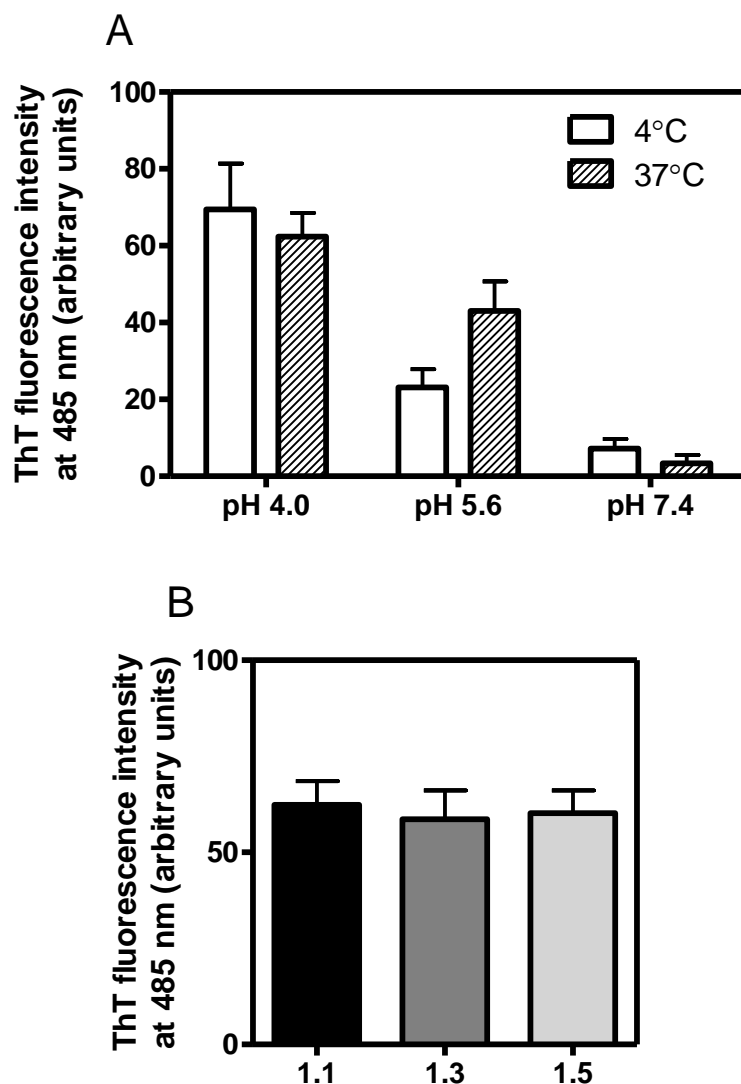 A
ThT fluorescence intensity
at 485 nm (arbitrary units)
100
80
60
40
20
0
4°C
37°C
pH 4.0 pH 5.6 pH 7.4
B
ThT fluorescence intensity
at 485 nm (arbitrary units)
100
50
0
1.1 1.3 1.5